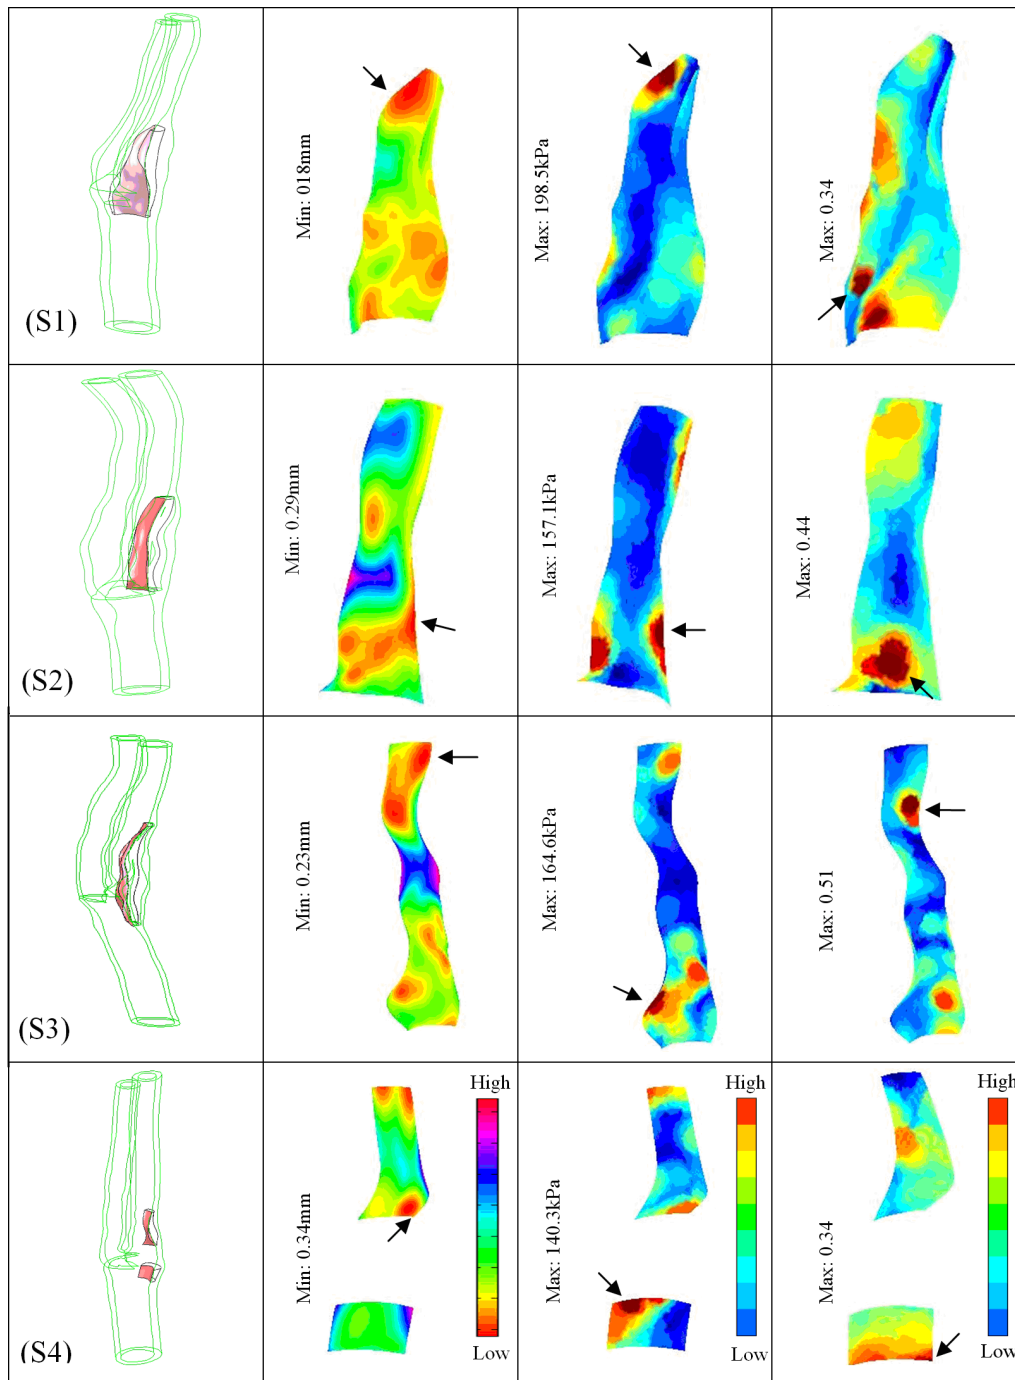 (S1)
Min: 018mm
Max: 198.5kPa
Max: 0.34
(S2)
Min: 0.29mm
Max: 157.1kPa
Max: 0.44
(S3)
Min: 0.23mm
Max: 164.6kPa
Max: 0.51
(S4)
Min: 0.34mm
High
Low
Max: 140.3kPa
High
Low
Max: 0.34
High
Low